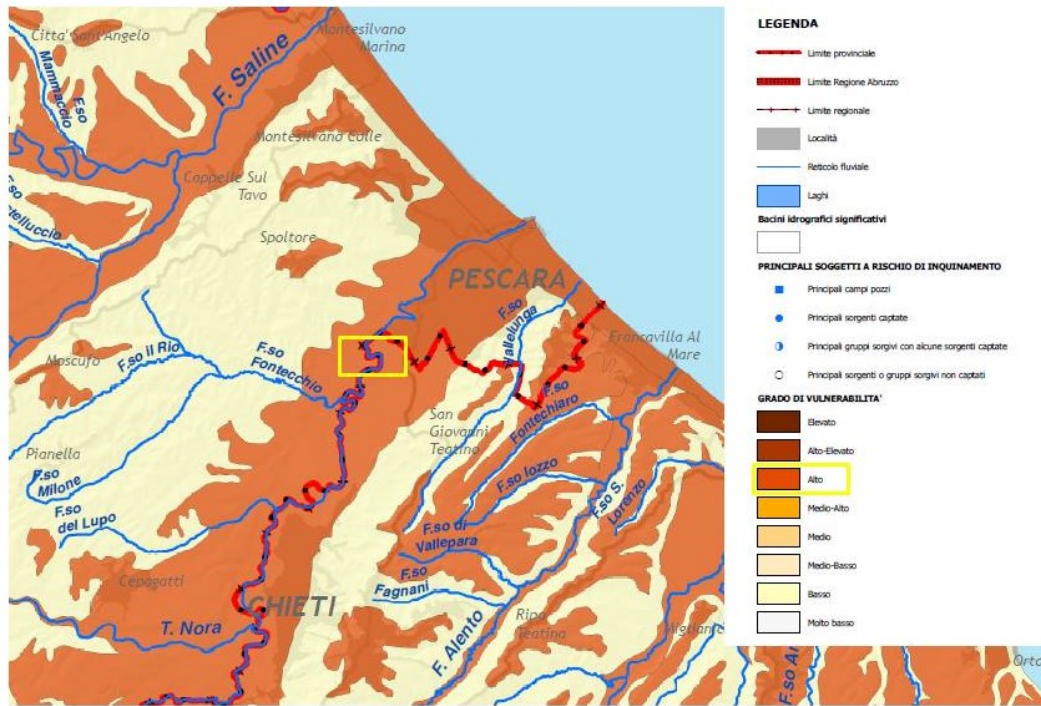 Citta' Sant'Angelo
F.so
Mammaccio
F. Saline
Montesilvano
Marina
Montesilvano Colle
Cappelle Sul
Tavo
Spoltore
PESCARA
F.so
Vallelunga
Francavilla Al
Mare
Moscufo
F.so Il Rio
F.so
Fontecchio
F.so
Fontechiaro
San
Giovanni
Teatino
Pianella
F.so
Milone
F.so
del Lupo
F.so Iozzo
F.so S.
Lorenzo
F.so di
Vallepara
F.so
Fagnani
Cepagatti
CHIETI
T. Nora
F. Alento
Ripa
Teatina
LEGENDA
Limite provinciale
Limite Regione Abruzzo
Limite regionale
Località
Reticolo fluviale
Laghi
Bacini idrografici significativi
PRINCIPALI SOGGETTI A RISCHIO DI INQUINAMENTO
Principali campi pozzi
Principali sorgenti captate
Principali gruppi sorgivi con alcune sorgenti captate
Principali sorgenti o gruppi sorgivi non captati
GRADO DI VULNERABILITA'
Elevato
Alto-Elevato
Alto
Medio-Alto
Medio
Medio-Basso
Basso
Molto basso